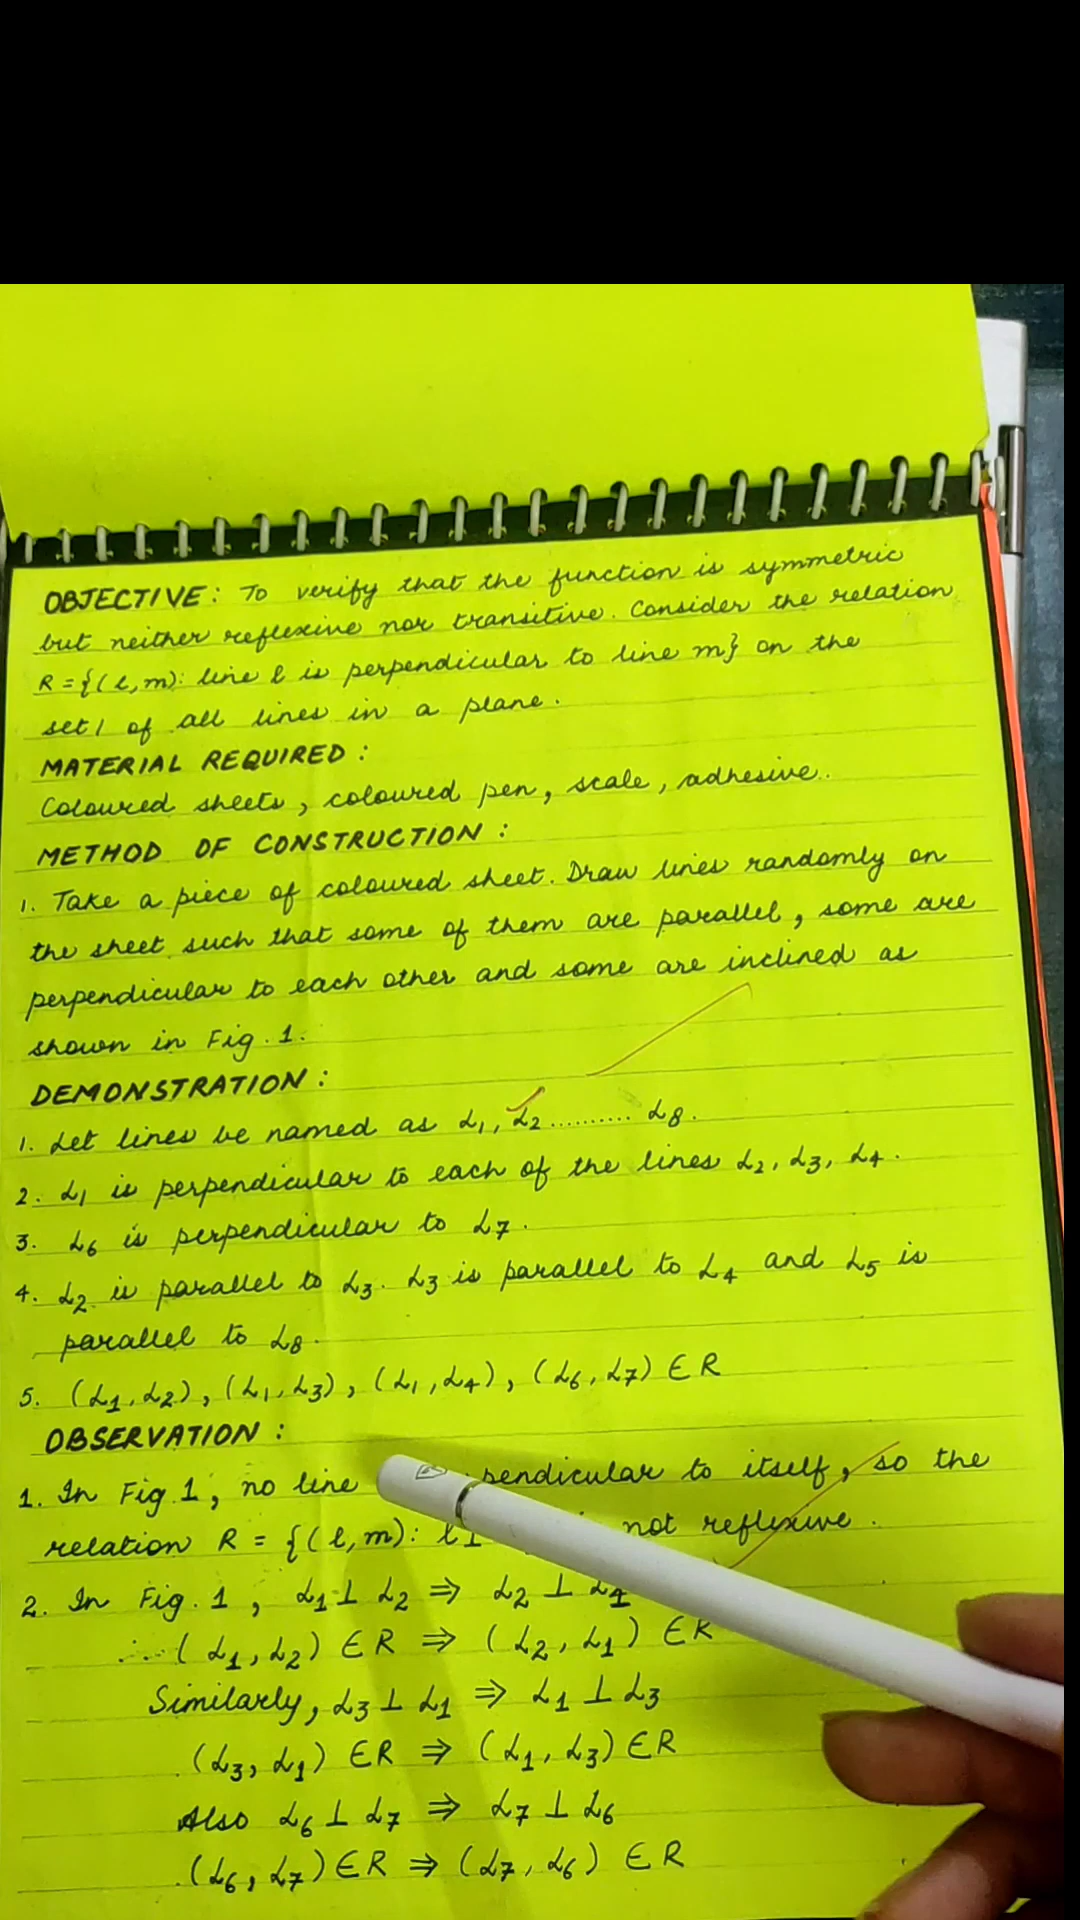 OBJECTIVE: To verify that the function is symmetric
but neither reflexive nor transitive. Consider the relation
R = {(l, m): line l is perpendicular to line m} on the
set l of all lines in a plane.
MATERIAL REQUIRED:
Coloured sheets, coloured pen, scale, adhesive.
METHOD OF CONSTRUCTION:
1. Take a piece of coloured sheet. Draw lines randomly on
the sheet such that some of them are parallel, some are
perpendicular to each other and some are inclined as
shown in Fig. 1.
DEMONSTRATION:
1. Let lines be named as L1, L2 .......... L8.
2. L1 is perpendicular to each of the lines L2, L3, L4.
3. L6 is perpendicular to L7.
4. L2 is parallel to L3. L3 is parallel to L4 and L5 is
parallel to L8.
5. (L1, L2), (L1, L3), (L1, L4), (L6, L7) ∈ R
OBSERVATION:
1. In Fig 1, no line pendicular to itself, so the
relation R = {(l, m): l ⊥ not reflexive.
2. In Fig. 1, L1 ⊥ L2 ⇒ L2 ⊥ L1
∴ (L1, L2) ∈ R ⇒ (L2, L1) ∈ R
Similarly, L3 ⊥ L1 ⇒ L1 ⊥ L3
(L3, L1) ∈ R ⇒ (L1, L3) ∈ R
Also L6 ⊥ L7 ⇒ L7 ⊥ L6
(L6, L7) ∈ R ⇒ (L7, L6) ∈ R